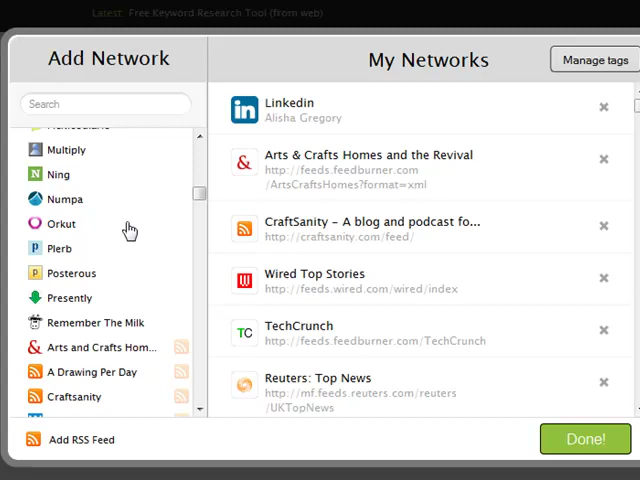 Latest: Free Keyword Research Tool (from web)
Add Network
My Networks
Manage tags
Search
Multiply
Ning
Numpa
Orkut
Plerb
Posterous
Presently
Remember The Milk
Arts and Crafts Hom...
A Drawing Per Day
Craftsanity
Add RSS Feed
in
Linkedin
Alisha Gregory
Arts & Crafts Homes and the Revival
http://feeds.feedburner.com
/ArtsCraftsHomes?format=xml
CraftSanity – A blog and podcast fo...
http://craftsanity.com/feed/
Wired Top Stories
http://feeds.wired.com/wired/index
TC
TechCrunch
http://feeds.feedburner.com/TechCrunch
Reuters: Top News
http://mf.feeds.reuters.com/reuters
/UKTopNews
Done!